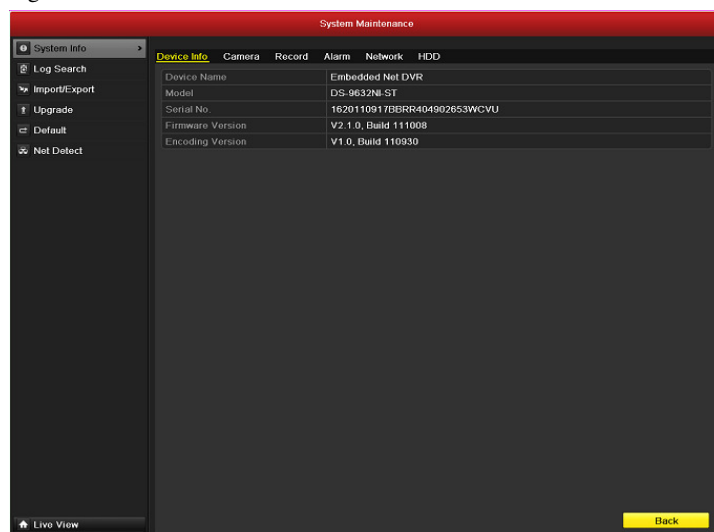 System Maintenance
System Info
Log Search
Import/Export
Upgrade
Default
Net Detect
Live View
Device Info Camera Record Alarm Network HDD
Device Name Embedded Net DVR
Model DS-9632NI-ST
Serial No. 1620110917BBRR404902653WCVU
Firmware Version V2.1.0, Build 111008
Encoding Version V1.0, Build 110930
Back